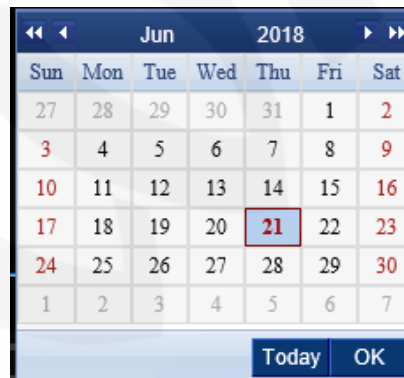 Jun 2018
Sun Mon Tue Wed Thu Fri Sat
27 28 29 30 31 1 2
3 4 5 6 7 8 9
10 11 12 13 14 15 16
17 18 19 20 21 22 23
24 25 26 27 28 29 30
1 2 3 4 5 6 7
Today OK